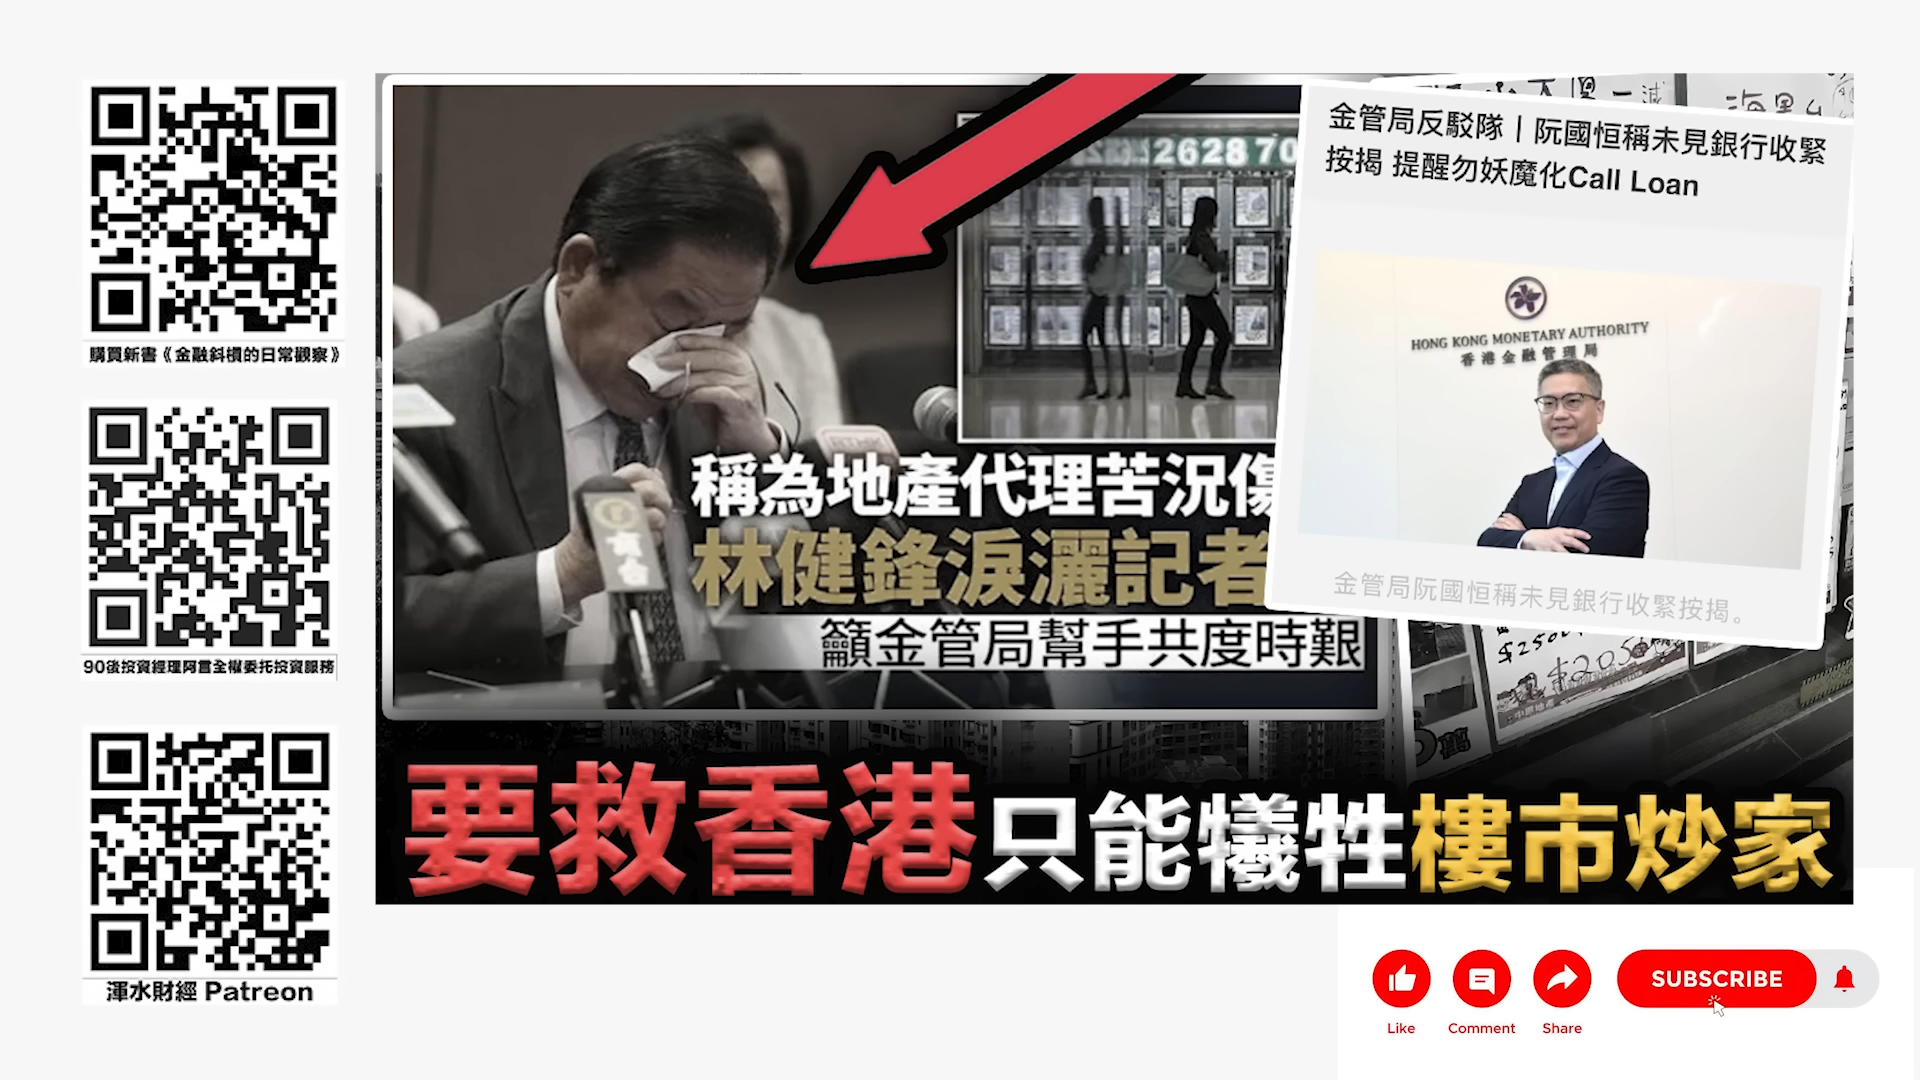 購買新書《金融斜槓的日常觀察》
90後投資經理阿言全權委托投資服務
渾水財經 Patreon
2628 70
稱為地產代理苦況傷
林健鋒淚灑記者
籲金管局幫手共度時艱
金管局反駁隊｜阮國恒稱未見銀行收緊
按揭 提醒勿妖魔化Call Loan
HONG KONG MONETARY AUTHORITY
香港金融管理局
金管局阮國恒稱未見銀行收緊按揭。
要救香港只能犧牲樓市炒家
SUBSCRIBE
Like
Comment
Share